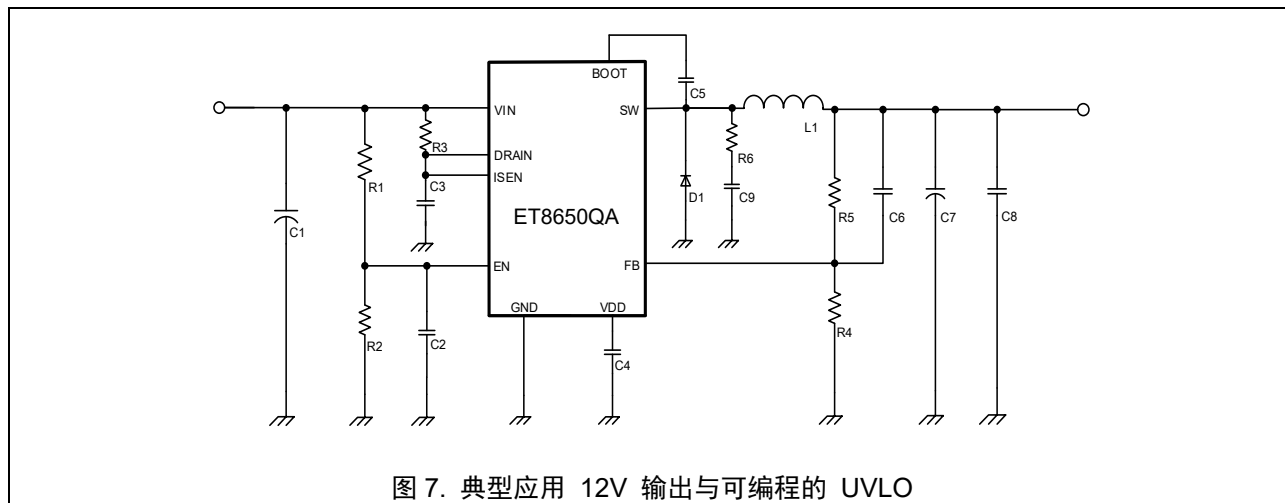 BOOT
C5
VIN
SW
L1
R3
DRAIN
R6
ISEN
R1
C3
D1
C9
R5
C6
C7
C8
C1
ET8650QA
EN
FB
GND
VDD
R2
C2
R4
C4
图 7. 典型应用 12V 输出与可编程的 UVLO